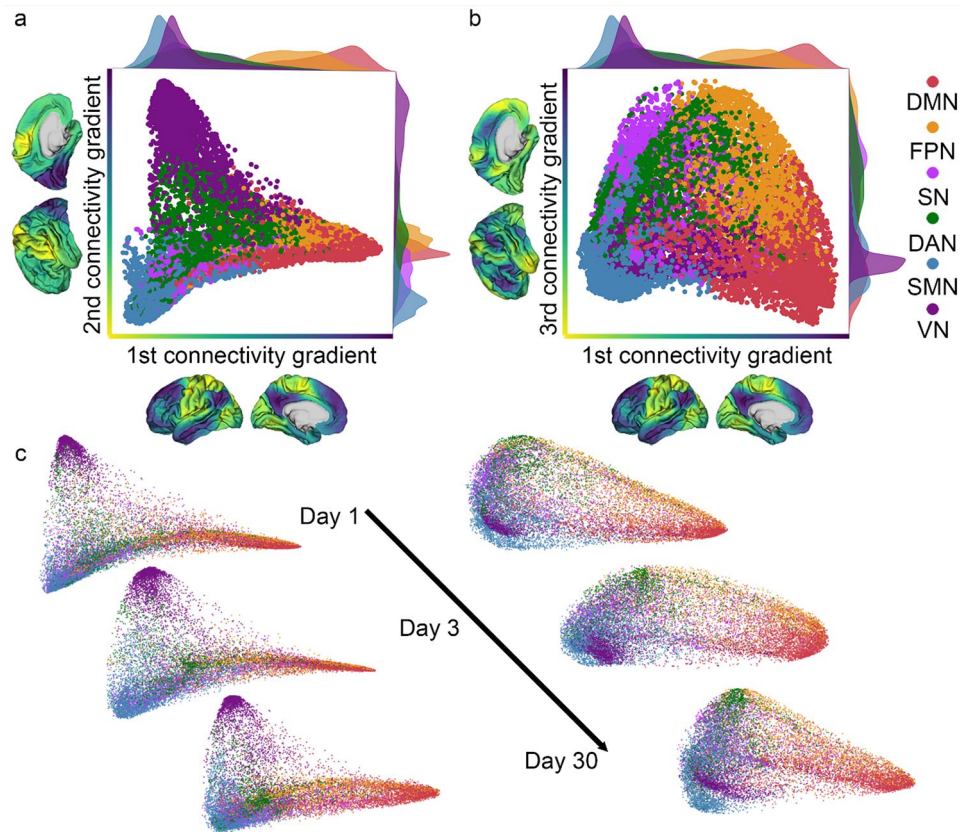 a
2nd connectivity gradient
1st connectivity gradient
b
3rd connectivity gradient
1st connectivity gradient
DMN
FPN
SN
DAN
SMN
VN
c
Day 1
Day 3
Day 30